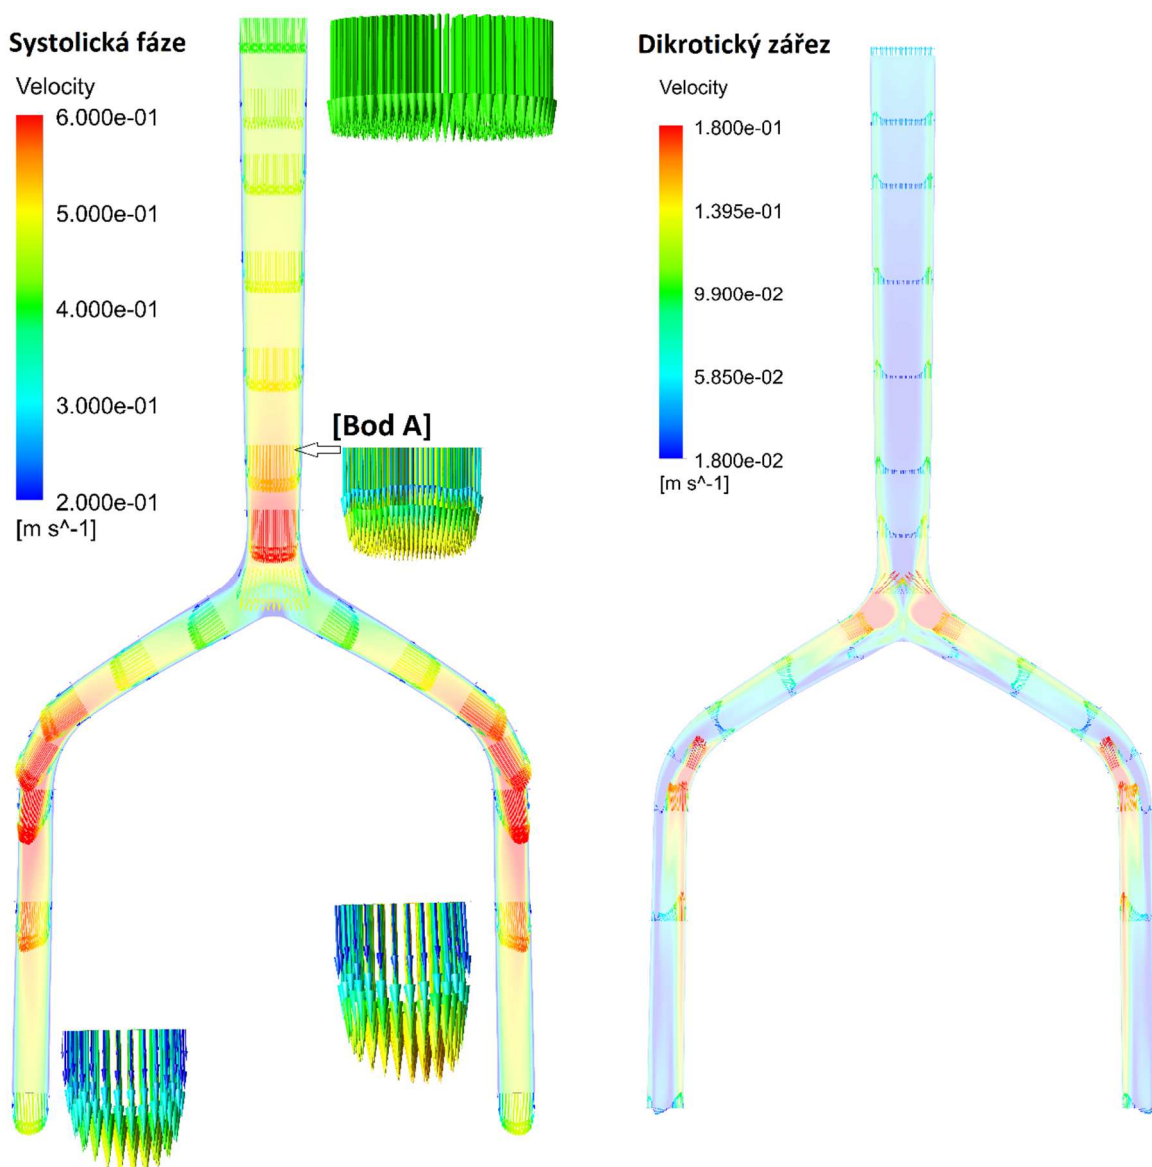 Systolická fáze
Velocity
6.000e-01
5.000e-01
4.000e-01
3.000e-01
2.000e-01
[m s^-1]
[Bod A]
Dikrotický zářez
Velocity
1.800e-01
1.395e-01
9.900e-02
5.850e-02
1.800e-02
[m s^-1]